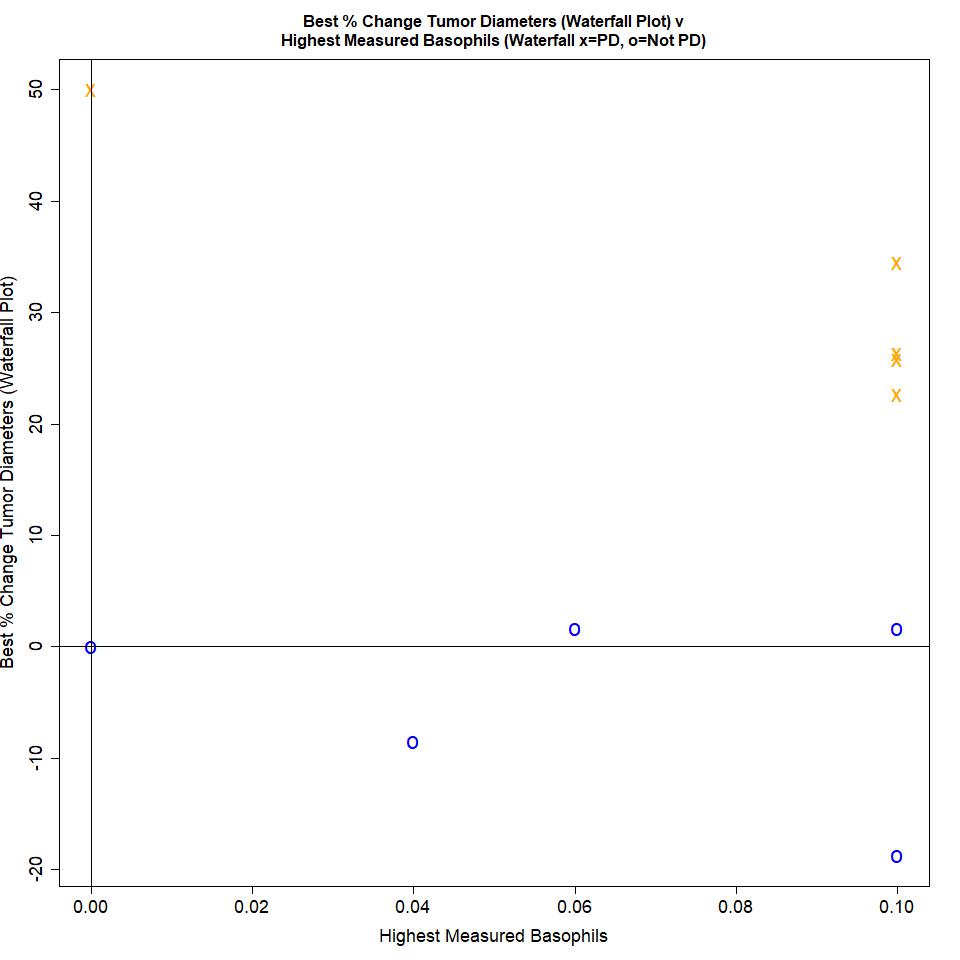 Best % Change Tumor Diameters (Waterfall Plot) v
Highest Measured Basophils (Waterfall x=PD, o=Not PD)
Best % Change Tumor Diameters (Waterfall Plot)
50
40
30
20
10
0
-10
-20
X
X
X
X
X
O
O
O
O
O
0.00
0.02
0.04
0.06
0.08
0.10
Highest Measured Basophils